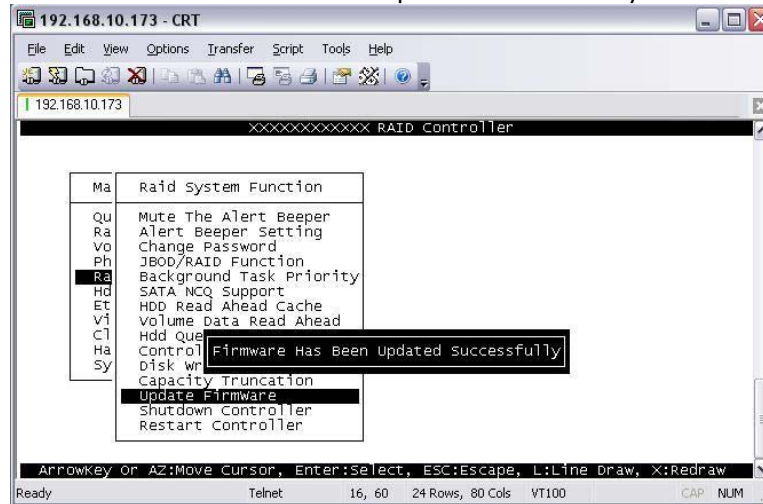 192.168.10.173 - CRT
File Edit View Options Transfer Script Tools Help
192.168.10.173
XXXXXXXXXXXX RAID Controller
Ma
Raid System Function
Qu
Mute The Alert Beeper
Ra
Alert Beeper Setting
Vo
Change Password
Ph
JBOD/RAID Function
Ra
Background Task Priority
Hd
SATA NCQ Support
Et
HDD Read Ahead Cache
Vi
Volume Data Read Ahead
Cl
Hdd Que
Ha
Control
Firmware Has Been Updated Successfully
Sy
Disk Wr
Capacity Truncation
Update FirmWare
Shutdown Controller
Restart Controller
ArrowKey Or AZ:Move Cursor, Enter:Select, ESC:Escape, L:Line Draw, X:Redraw
Ready Telnet 16, 60 24 Rows, 80 Cols VT100 CAP NUM